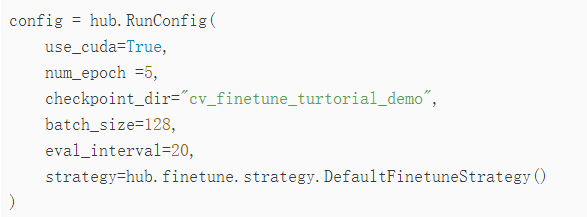 config = hub.RunConfig(
    use_cuda=True,
    num_epoch =5,
    checkpoint_dir="cv_finetune_turtorial_demo",
    batch_size=128,
    eval_interval=20,
    strategy=hub.finetune.strategy.DefaultFinetuneStrategy()
)